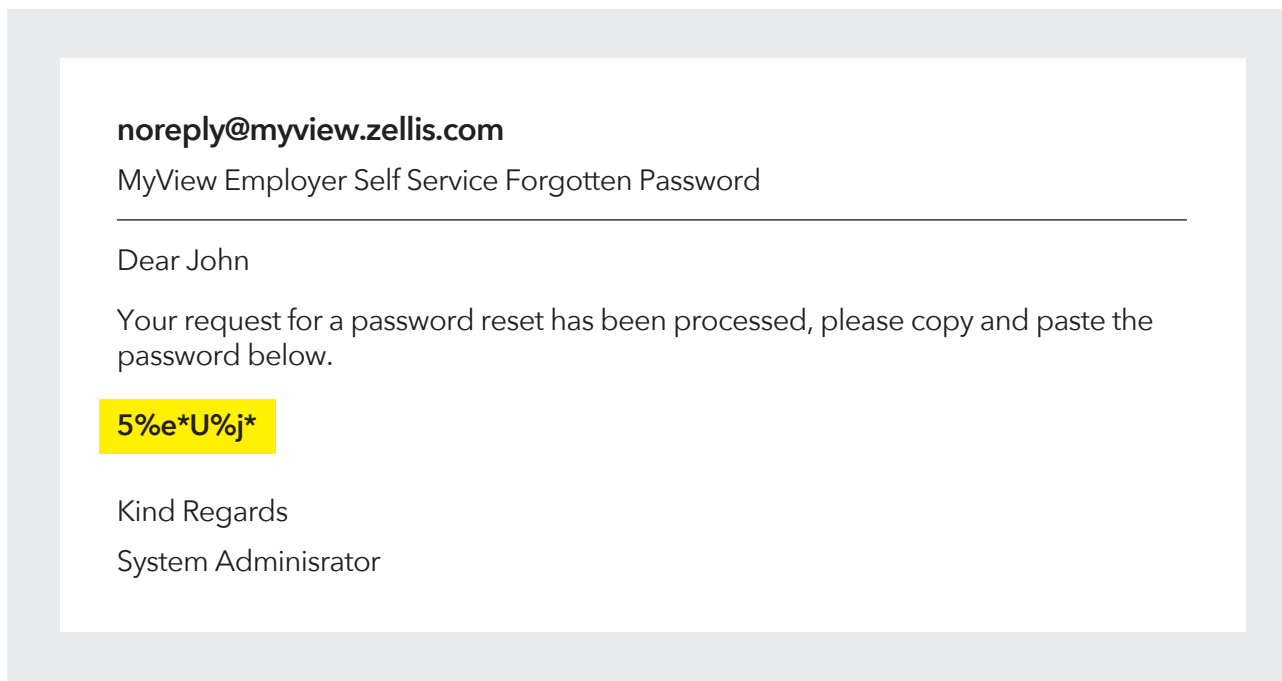 noreply@myview.zellis.com
MyView Employer Self Service Forgotten Password
Dear John
Your request for a password reset has been processed, please copy and paste the
password below.
5%e*U%j*
Kind Regards
System Adminisrator